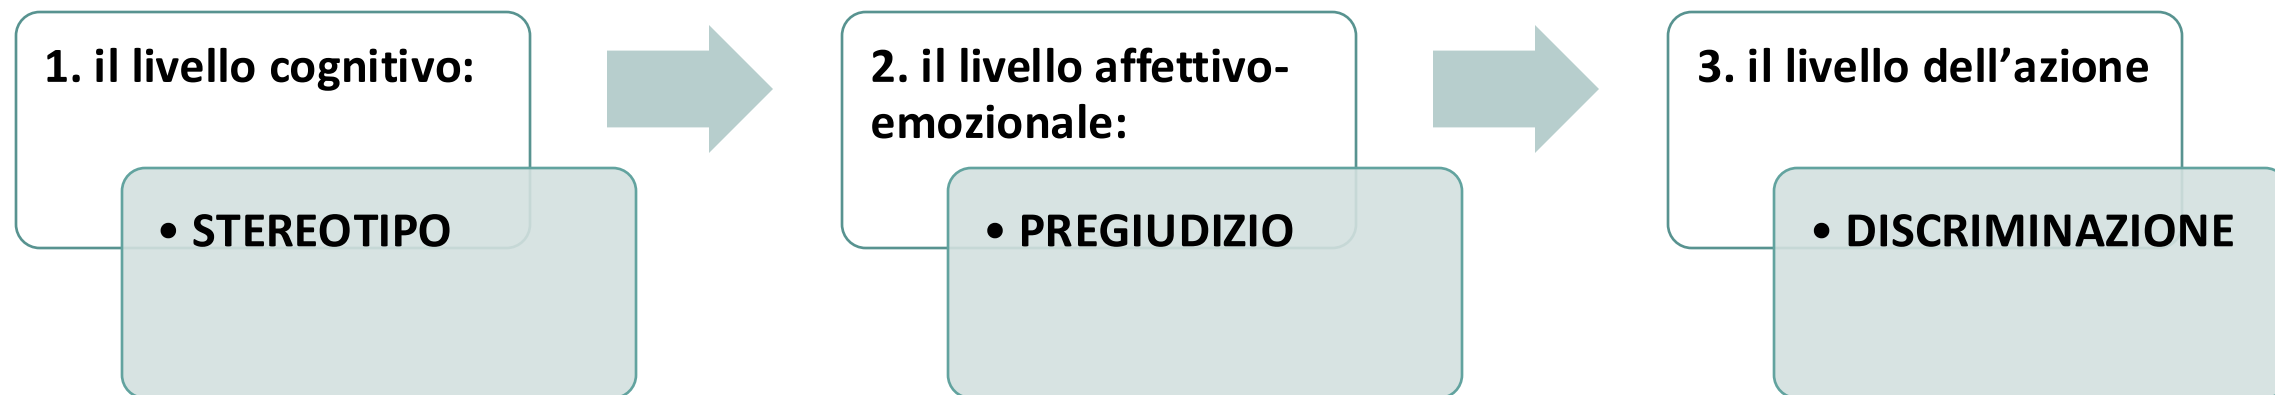 1. il livello cognitivo:
• STEREOTIPO
2. il livello affettivo-
emozionale:
• PREGIUDIZIO
3. il livello dell’azione
• DISCRIMINAZIONE